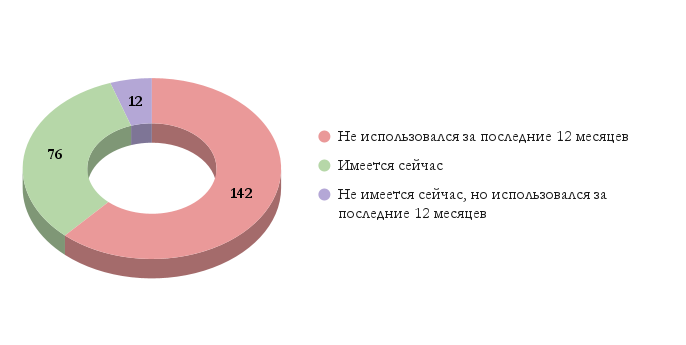 12
76
142
Не использовался за последние 12 месяцев
Имеется сейчас
Не имеется сейчас, но использовался за
последние 12 месяцев